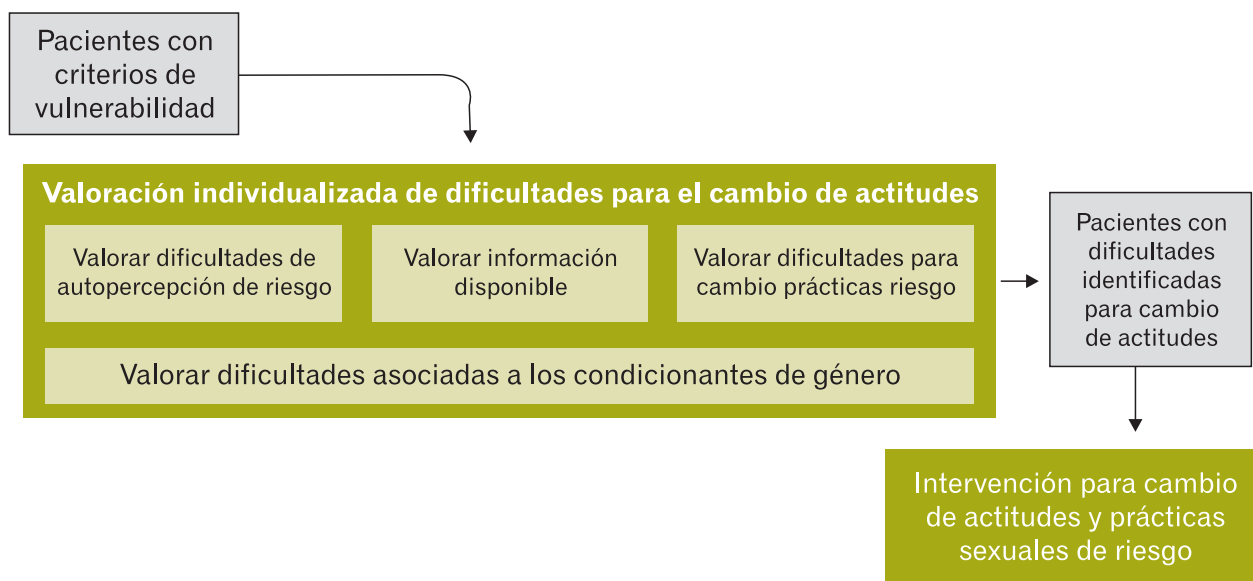 Pacientes con
criterios de
vulnerabilidad
Valoración individualizada de dificultades para el cambio de actitudes
Valorar dificultades de
autopercepción de riesgo
Valorar información
disponible
Valorar dificultades para
cambio prácticas riesgo
Valorar dificultades asociadas a los condicionantes de género
Pacientes con
dificultades
identificadas
para cambio
de actitudes
Intervención para cambio
de actitudes y prácticas
sexuales de riesgo